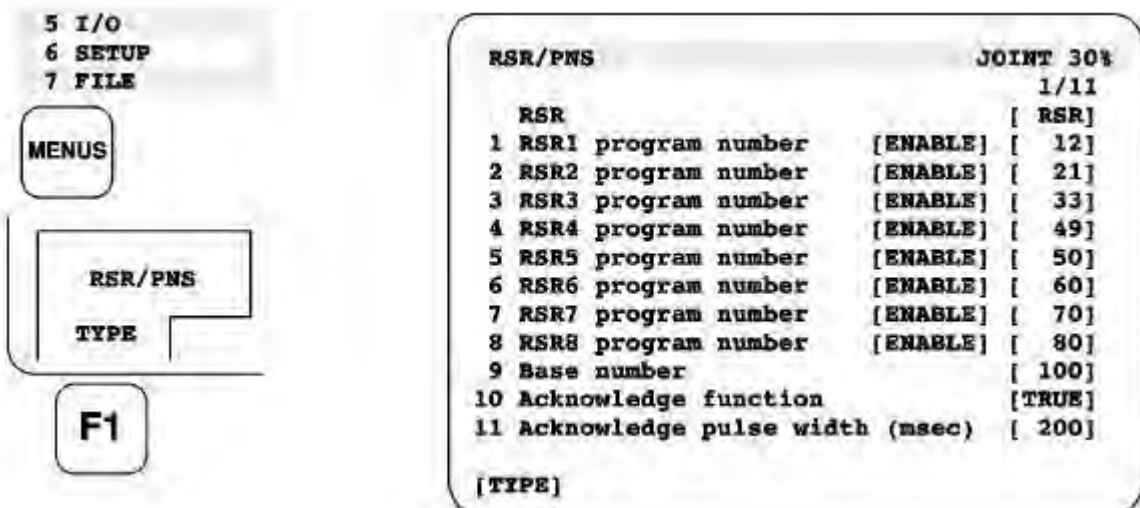 5 I/O
6 SETUP
7 FILE
MENUS
RSR/PNS
TYPE
F1
RSR/PNS JOINT 30%
1/11
RSR [ RSR]
1 RSR1 program number [ENABLE] [ 12]
2 RSR2 program number [ENABLE] [ 21]
3 RSR3 program number [ENABLE] [ 33]
4 RSR4 program number [ENABLE] [ 49]
5 RSR5 program number [ENABLE] [ 50]
6 RSR6 program number [ENABLE] [ 60]
7 RSR7 program number [ENABLE] [ 70]
8 RSR8 program number [ENABLE] [ 80]
9 Base number [ 100]
10 Acknowledge function [TRUE]
11 Acknowledge pulse width (msec) [ 200]
[TYPE]